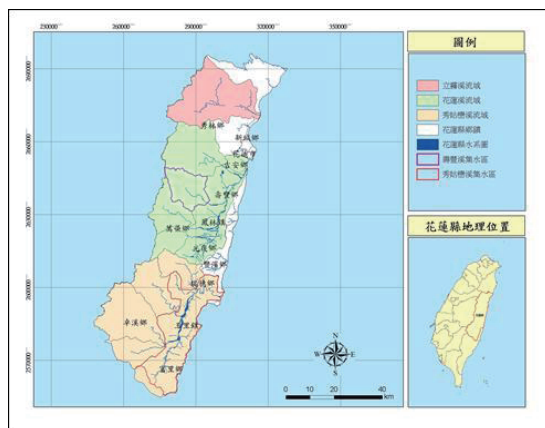 圖例
立霧溪流域
花蓮溪流域
秀姑巒溪流域
花蓮縣鄉鎮
花蓮縣水系圖
壽豐溪集水區
秀姑巒溪集水區
花蓮縣地理位置
秀林鄉
新城鄉
花蓮市
吉安鄉
壽豐鄉
鳳林鎮
萬榮鄉
光復鄉
豐濱鄉
瑞穗鄉
卓溪鄉
玉里鎮
富里鄉
N
W
E
S
0 10 20 40
km